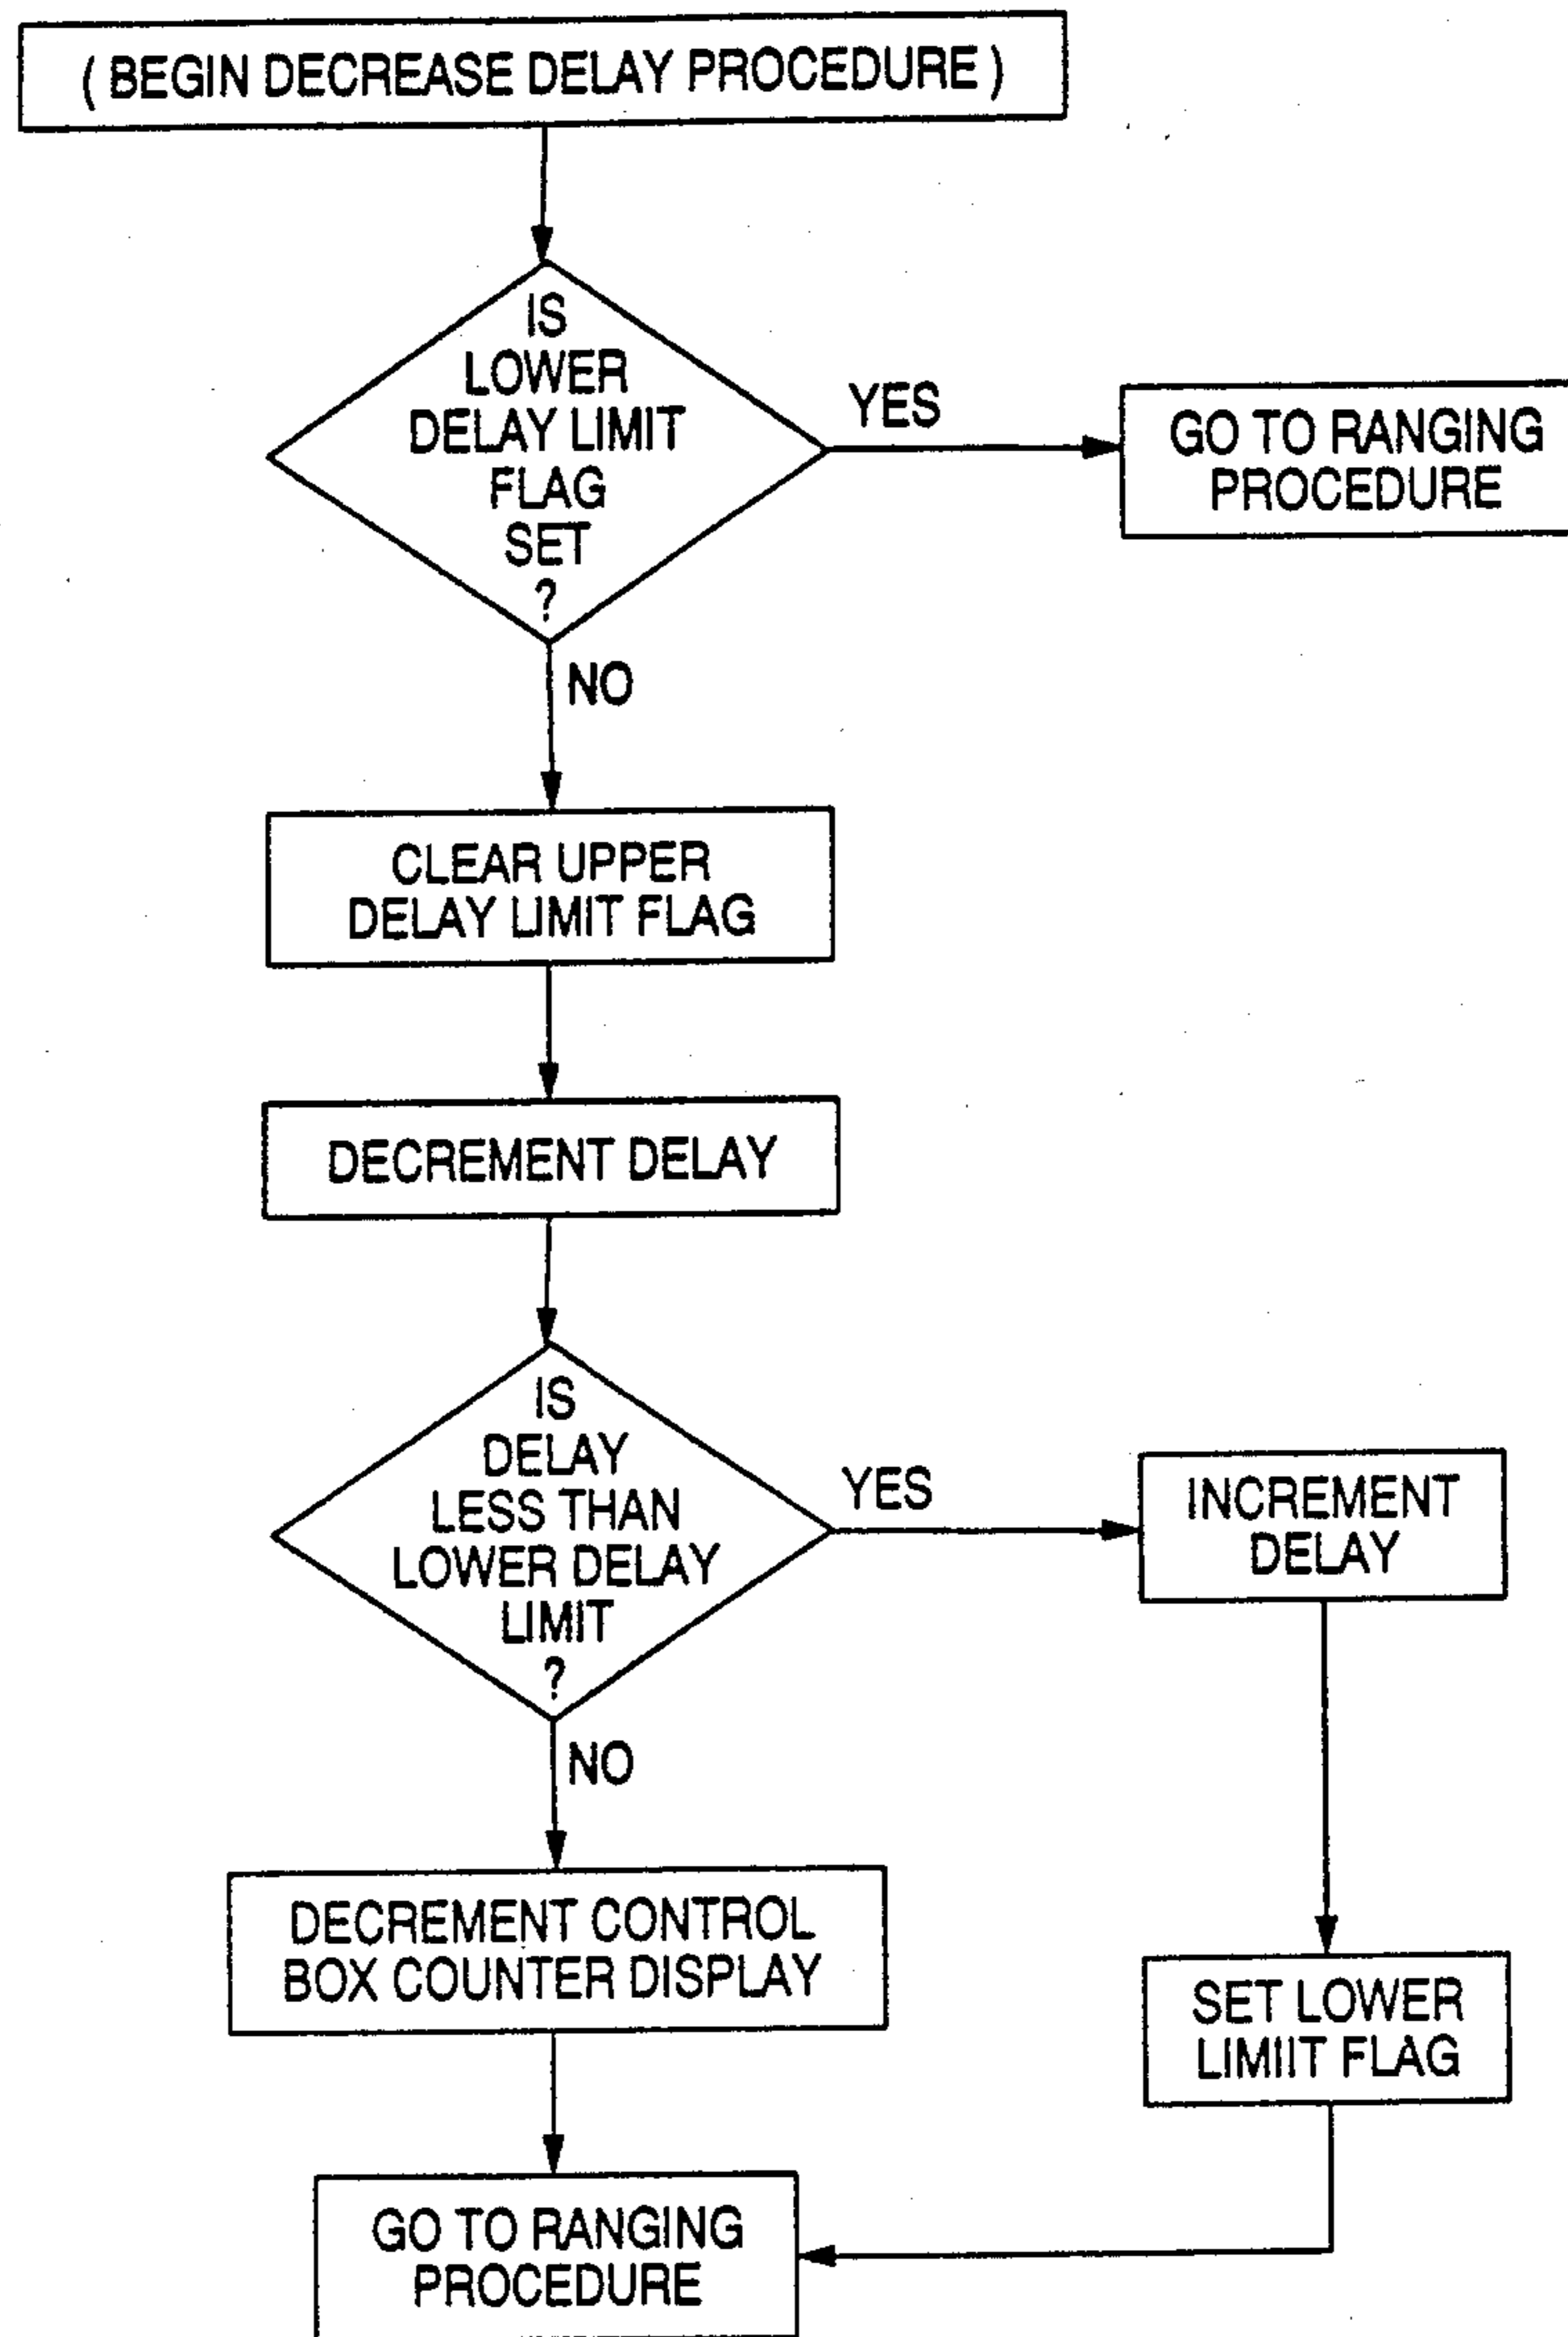 ( BEGIN DECREASE DELAY PROCEDURE )
IS
LOWER
DELAY LIMIT
FLAG
SET
?
YES
GO TO RANGING
PROCEDURE
NO
CLEAR UPPER
DELAY LIMIT FLAG
DECREMENT DELAY
IS
DELAY
LESS THAN
LOWER DELAY
LIMIT
?
YES
INCREMENT
DELAY
NO
DECREMENT CONTROL
BOX COUNTER DISPLAY
SET LOWER
LIMIIT FLAG
GO TO RANGING
PROCEDURE